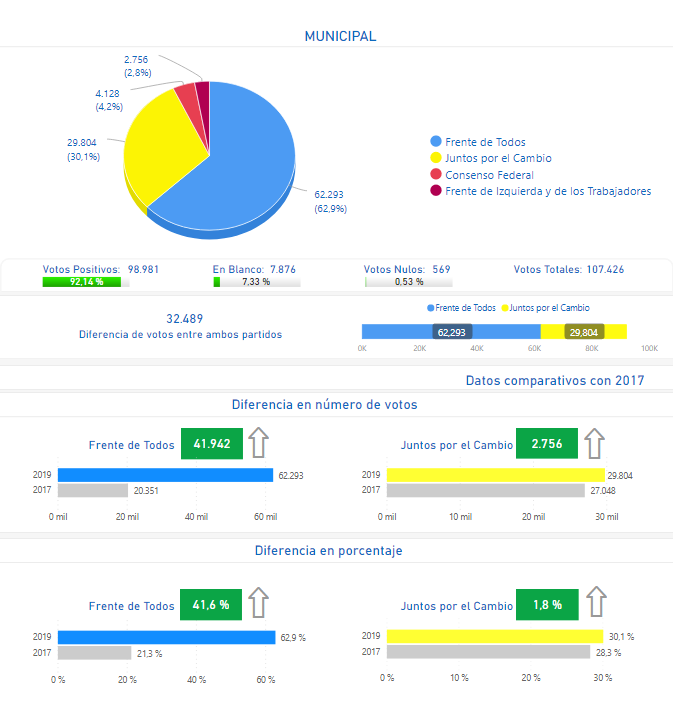 MUNICIPAL
2.756
(2,8%)
4.128
(4,2%)
29.804
(30,1%)
62.293
(62,9%)
Frente de Todos
Juntos por el Cambio
Consenso Federal
Frente de Izquierda y de los Trabajadores
Votos Positivos: 98.981
92,14 %
En Blanco: 7.876
7,33 %
Votos Nulos: 569
0,53 %
Votos Totales: 107.426
32.489
Diferencia de votos entre ambos partidos
Frente de Todos Juntos por el Cambio
62,293 29,804
0K 20K 40K 60K 80K 100K
Datos comparativos con 2017
Diferencia en número de votos
Frente de Todos 41.942
2019 62.293
2017 20.351
0 mil 20 mil 40 mil 60 mil
Juntos por el Cambio 2.756
2019 29.804
2017 27.048
0 mil 10 mil 20 mil 30 mil
Diferencia en porcentaje
Frente de Todos 41,6 %
2019 62,9 %
2017 21,3 %
0 % 20 % 40 % 60 %
Juntos por el Cambio 1,8 %
2019 30,1 %
2017 28,3 %
0 % 10 % 20 % 30 %